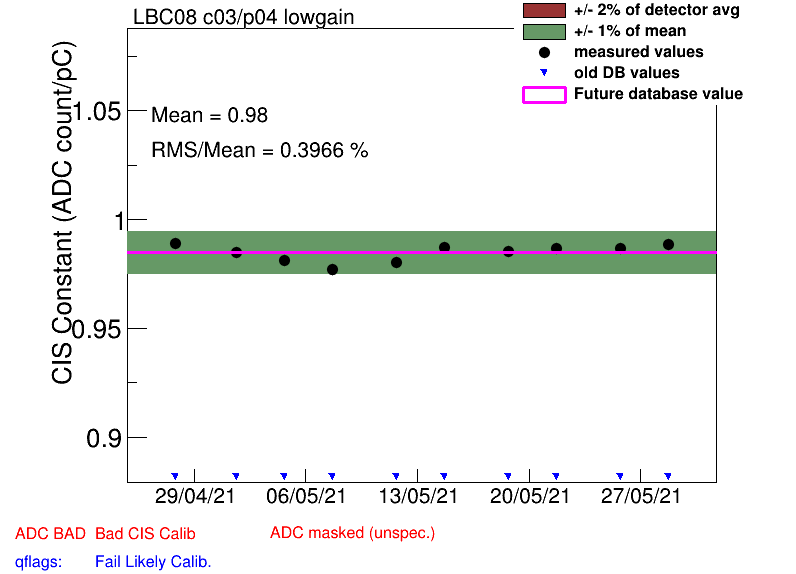 LBC08 c03/p04 lowgain
+/- 2% of detector avg
+/- 1% of mean
measured values
old DB values
Future database value
Mean = 0.98
RMS/Mean = 0.3966 %
CIS Constant (ADC count/pC)
1.05
1
0.95
0.9
29/04/21 06/05/21 13/05/21 20/05/21 27/05/21
ADC BAD Bad CIS Calib ADC masked (unspec.)
qflags: Fail Likely Calib.